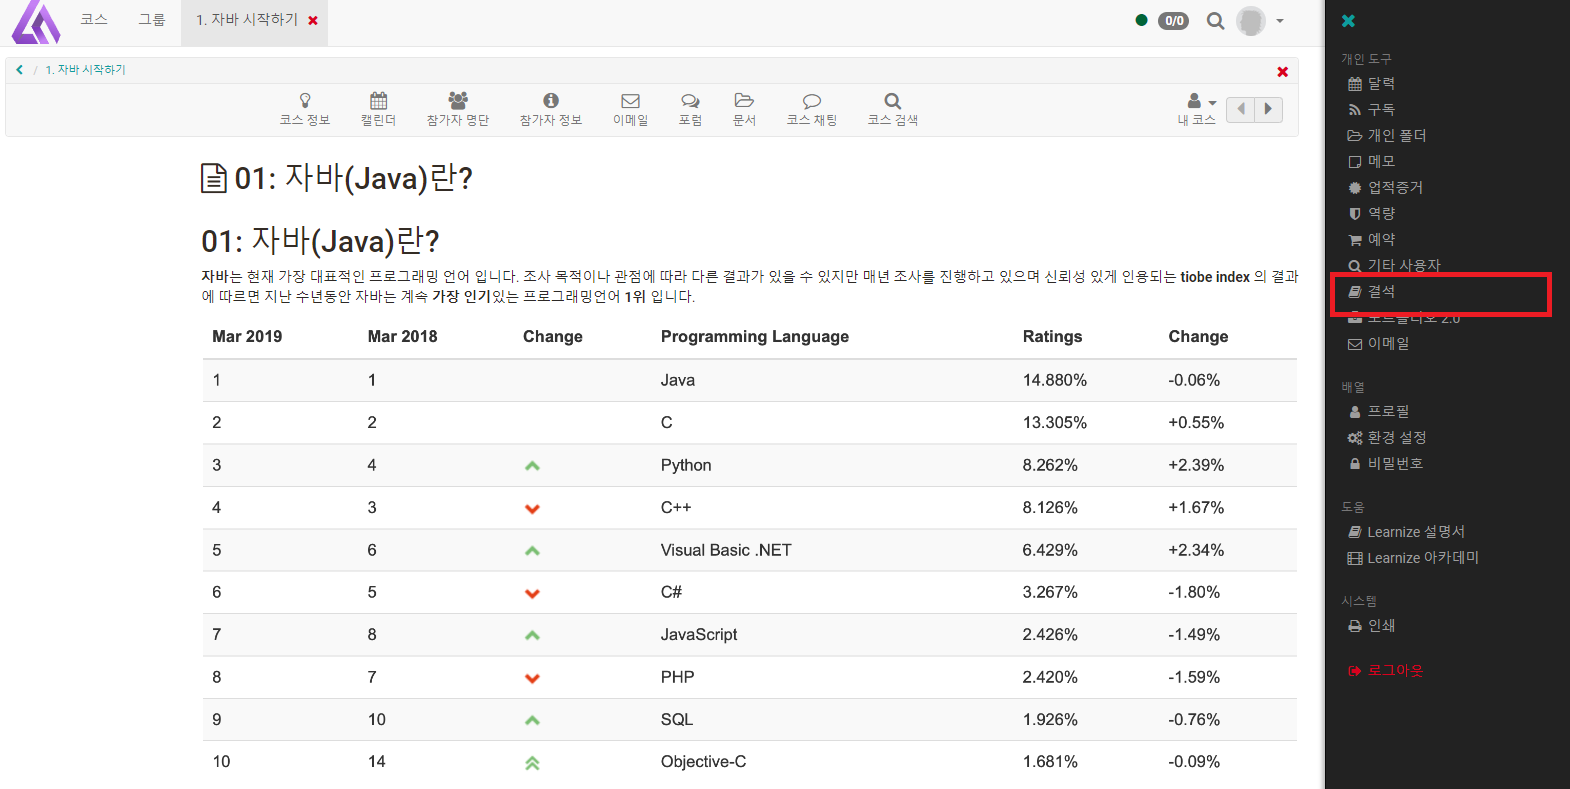 코스 그룹 1. 자바 시작하기 0/0
/ 1. 자바 시작하기
코스 정보 캘린더 참가자 명단 참가자 정보 이메일 포럼 문서 코스 채팅 코스 검색 내 코스
01: 자바(Java)란?
01: 자바(Java)란?
자바는 현재 가장 대표적인 프로그래밍 언어 입니다. 조사 목적이나 관점에 따라 다른 결과가 있을 수 있지만 매년 조사를 진행하고 있으며 신뢰성 있게 인용되는 tiobe index 의 결과
에 따르면 지난 수년동안 자바는 계속 가장 인기있는 프로그래밍언어 1위 입니다.
Mar 2019 Mar 2018 Change Programming Language Ratings Change
1 1 Java 14.880% -0.06%
2 2 C 13.305% +0.55%
3 4 Python 8.262% +2.39%
4 3 C++ 8.126% +1.67%
5 6 Visual Basic .NET 6.429% +2.34%
6 5 C# 3.267% -1.80%
7 8 JavaScript 2.426% -1.49%
8 7 PHP 2.420% -1.59%
9 10 SQL 1.926% -0.76%
10 14 Objective-C 1.681% -0.09%
개인 도구
달력
구독
개인 폴더
메모
업적증거
역량
예약
기타 사용자
결석
포트폴리오 2.0
이메일
배열
프로필
환경 설정
비밀번호
도움
Learnize 설명서
Learnize 아카데미
시스템
인쇄
로그아웃